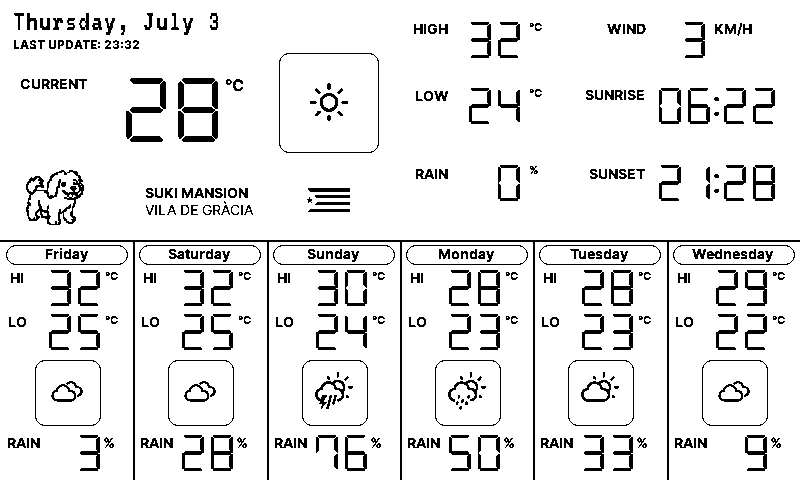 Thursday, July 3
LAST UPDATE: 23:32
CURRENT 28 °C
SUKI MANSION
VILA DE GRÀCIA
HIGH 32 °C
LOW 24 °C
RAIN 0 %
WIND 3 KM/H
SUNRISE 06:22
SUNSET 21:28
Friday
HI 32 °C
LO 25 °C
RAIN 3 %
Saturday
HI 32 °C
LO 25 °C
RAIN 28 %
Sunday
HI 30 °C
LO 24 °C
RAIN 76 %
Monday
HI 28 °C
LO 23 °C
RAIN 50 %
Tuesday
HI 28 °C
LO 23 °C
RAIN 33 %
Wednesday
HI 29 °C
LO 22 °C
RAIN 9 %